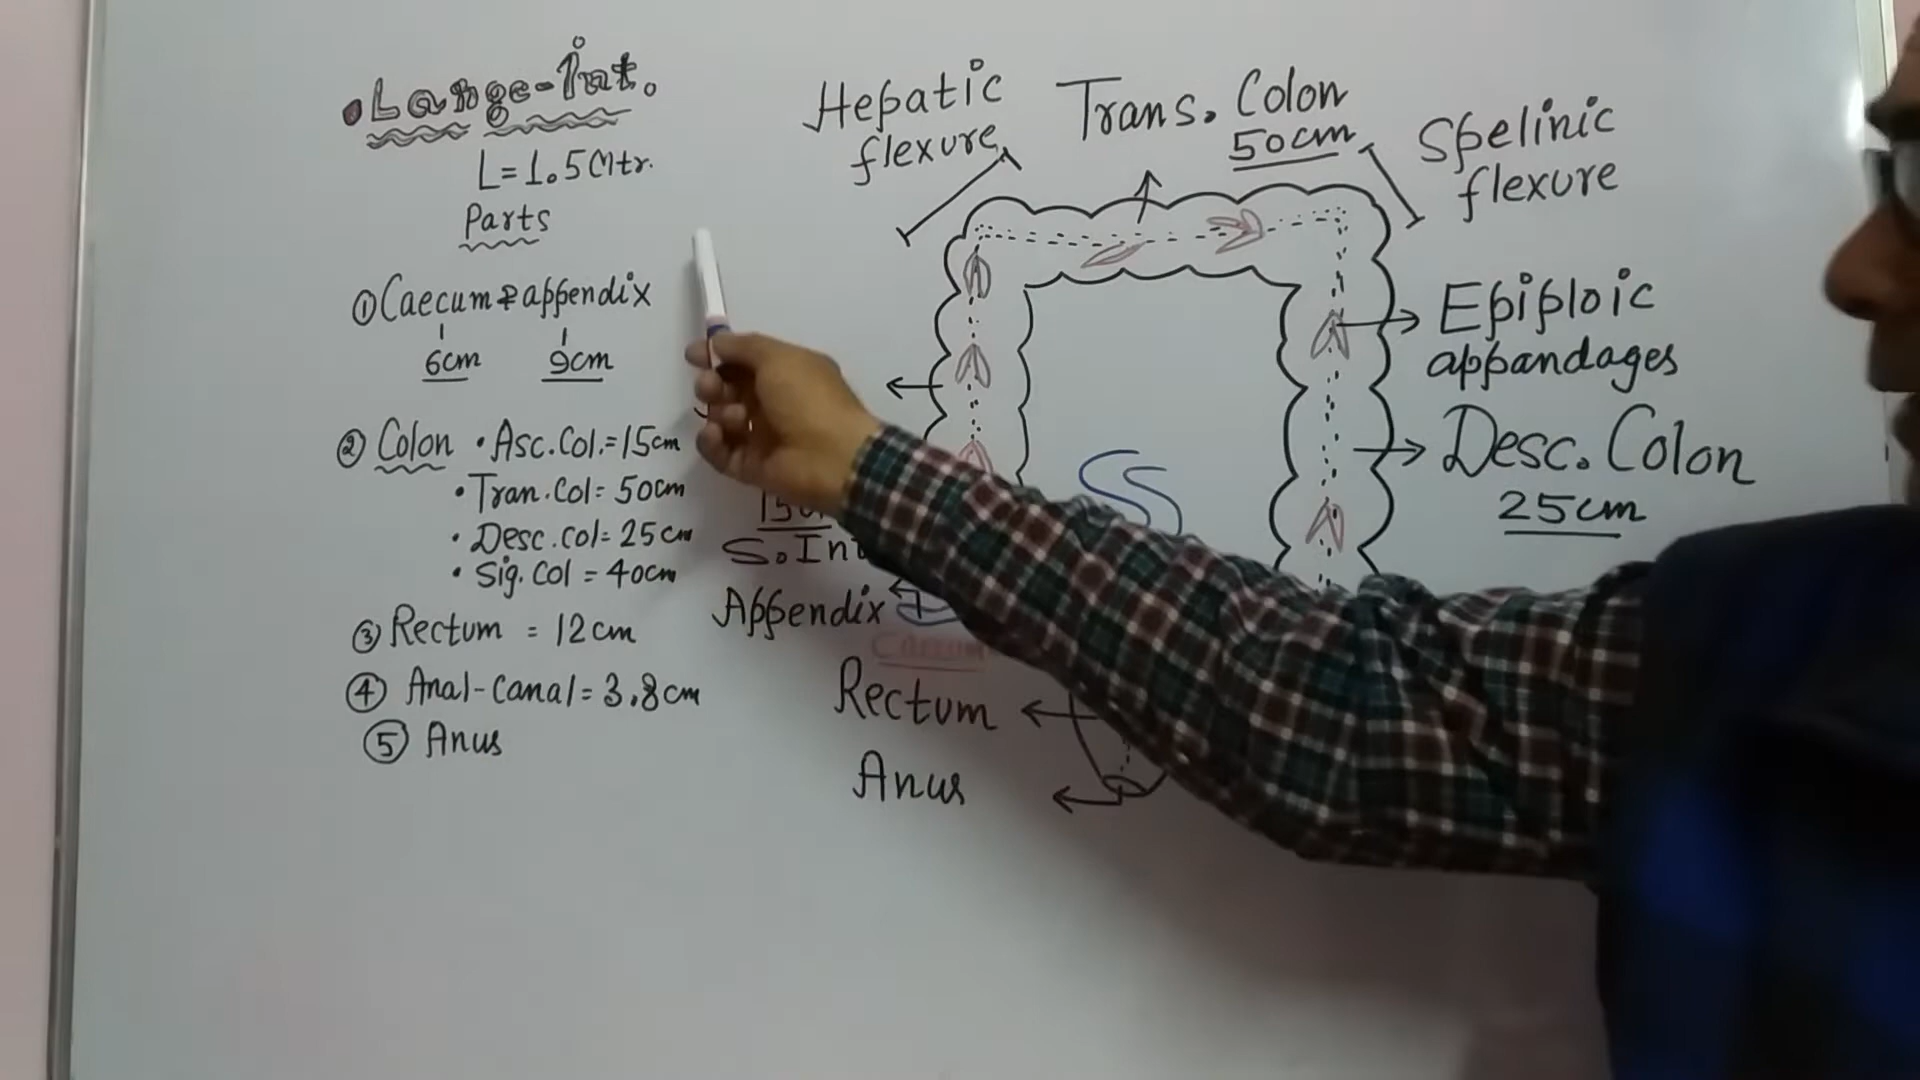 Large-Int.
L=1.5 Mtr.
Parts
① Caecum & appendix
6cm 9cm
② Colon • Asc.Col.=15cm
• Tran.Col= 50cm
• Desc.col= 25cm
• Sig.Col = 40cm
③ Rectum = 12cm
④ Anal-Canal= 3.8cm
⑤ Anus
Hepatic
flexure
Trans. Colon
50cm
Spelinic
flexure
Epiploic
appandages
Desc. Colon
25cm
S. Int
Appendix
Caecum
Rectum
Anus